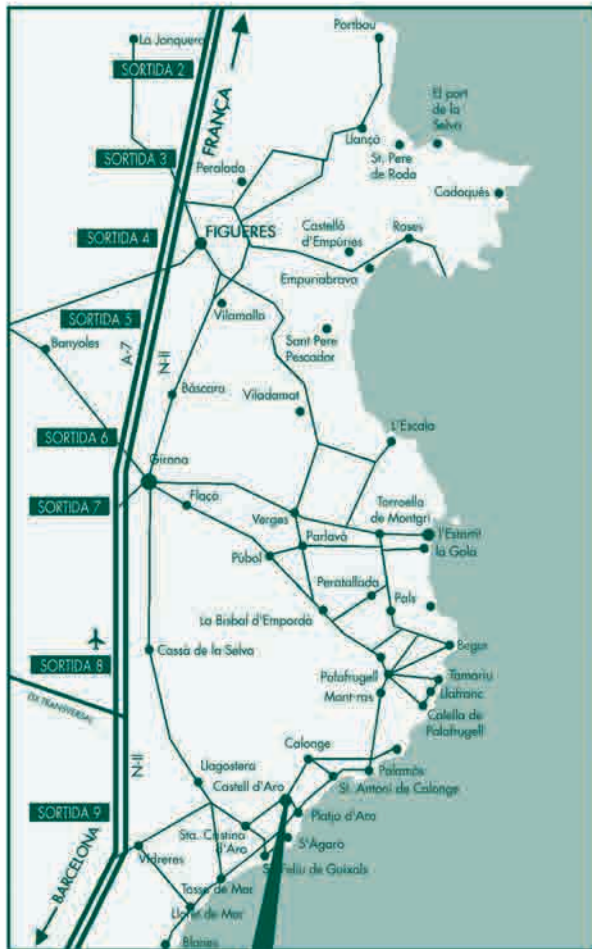 Portbou
La Jonquera
SORTIDA 2
FRANÇA
El port
de la
Selva
Llançà
St. Pere
de Roda
SORTIDA 3
Peralada
Cadaqués
SORTIDA 4
FIGUERES
Castelló
d'Empúries
Roses
Empuriabrava
SORTIDA 5
Vilamalla
Banyoles
Sant Pere
Pescador
A-7
N-II
Bàscara
Viladamat
L'Escala
SORTIDA 6
Girona
SORTIDA 7
Flaçà
Verges
Torroella
de Montgrí
l'Estartit
Parlavà
la Gola
Púbol
Peratallada
Pals
La Bisbal d'Empordà
Begur
Cassà de la Selva
SORTIDA 8
Palafrugell
Tamariu
Mont-ras
Llafranc
Calella de
Palafrugell
EIX TRANSVERSAL
Calonge
N-II
Llagostera
Palamós
Castell d'Aro
St. Antoni de Calonge
SORTIDA 9
Platja d'Aro
Sta. Cristina
d'Aro
S'Agaró
Vidreres
St. Feliu de Guíxols
BARCELONA
Tossa de Mar
Lloret de Mar
Blanes